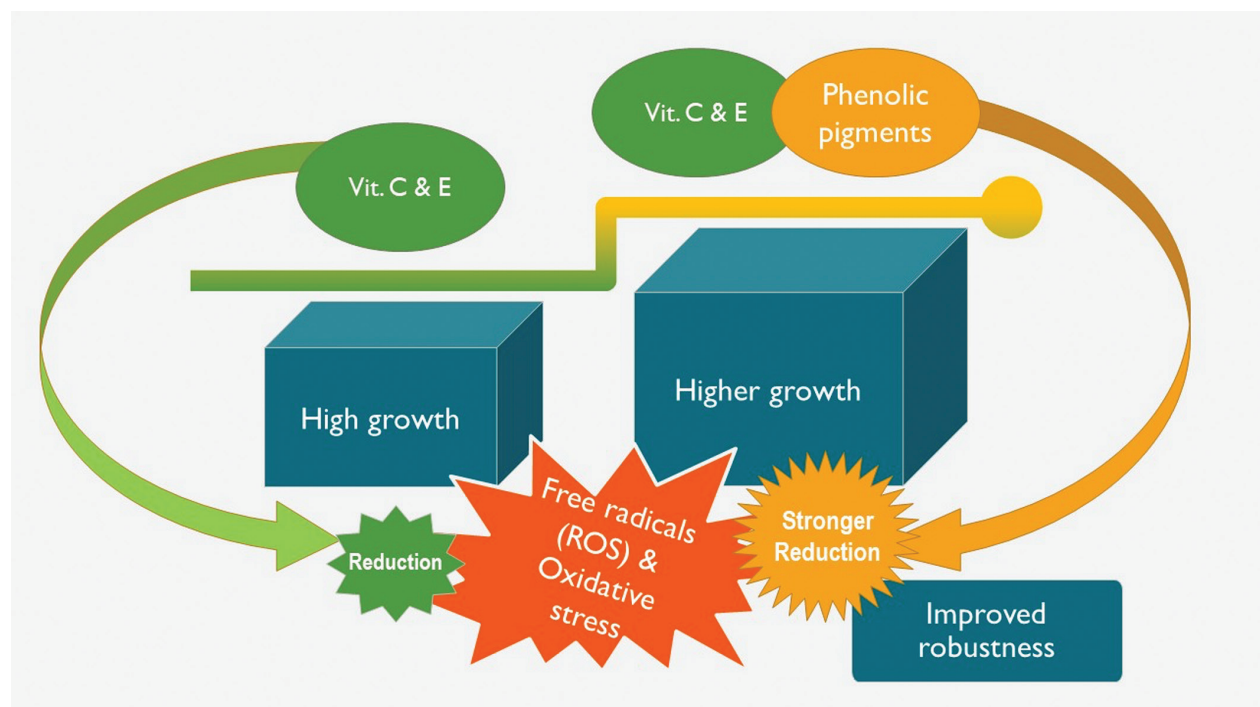 Vit. C & E
Vit. C & E
Phenolic
pigments
High growth
Higher growth
Reduction
Free radicals
(ROS) &
Oxidative
stress
Stronger
Reduction
Improved
robustness